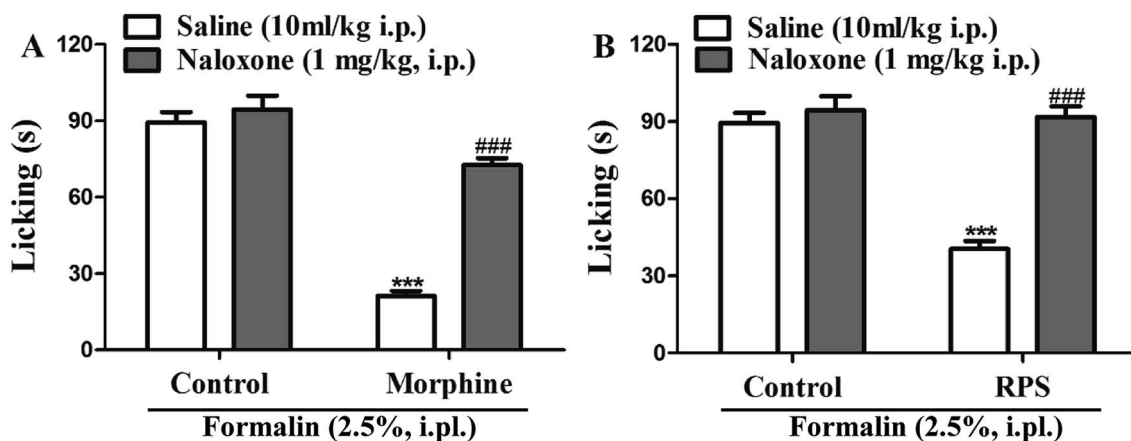 A
Saline (10ml/kg i.p.)
Naloxone (1 mg/kg, i.p.)
120
90
60
30
0
Licking (s)
***
###
Control
Morphine
Formalin (2.5%, i.pl.)
B
Saline (10ml/kg i.p.)
Naloxone (1 mg/kg i.p.)
120
90
60
30
0
Licking (s)
***
###
Control
RPS
Formalin (2.5%, i.pl.)